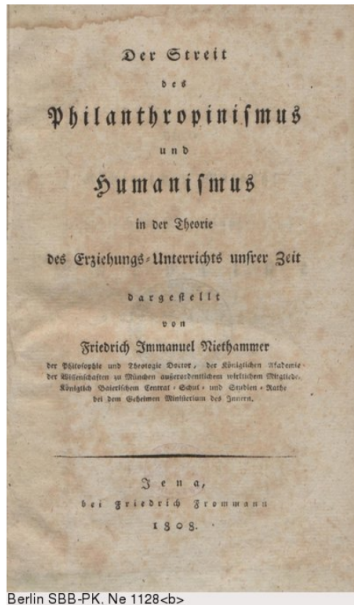 Der Streit
des
Philanthropinismus
und
Humanismus
in der Theorie
des Erziehungs-Unterrichts unsrer Zeit
dargestellt
von
Friedrich Immanuel Niethammer
der Philosophie und Theologie Doctor, der Königlichen Akademie
der Wissenschaften zu München außerordentlichem wirklichem Mitgliede,
Königlich Baierischem Central-Schul- und Studien-Rathe
bei dem Geheimen Ministerium des Innern.
Jena,
bei Friedrich Frommann
1808.
Berlin SBB-PK. Ne 1128<b>